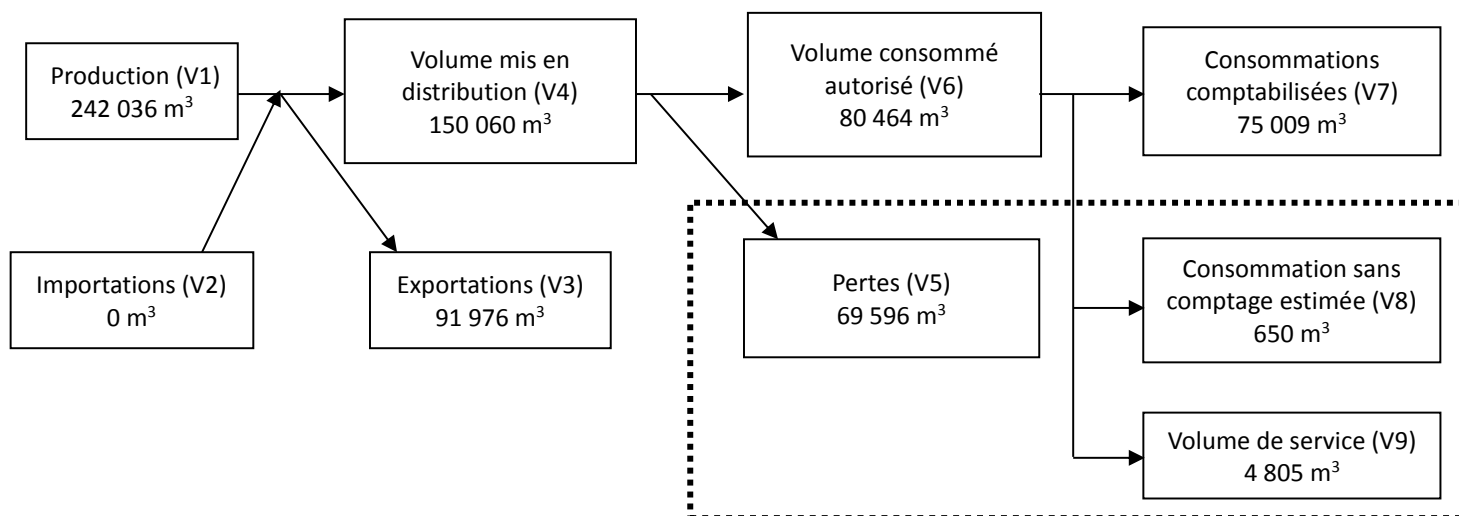 Production (V1)
242 036 m³
Volume mis en
distribution (V4)
150 060 m³
Volume consommé
autorisé (V6)
80 464 m³
Consommations
comptabilisées (V7)
75 009 m³
Importations (V2)
0 m³
Exportations (V3)
91 976 m³
Pertes (V5)
69 596 m³
Consommation sans
comptage estimée (V8)
650 m³
Volume de service (V9)
4 805 m³